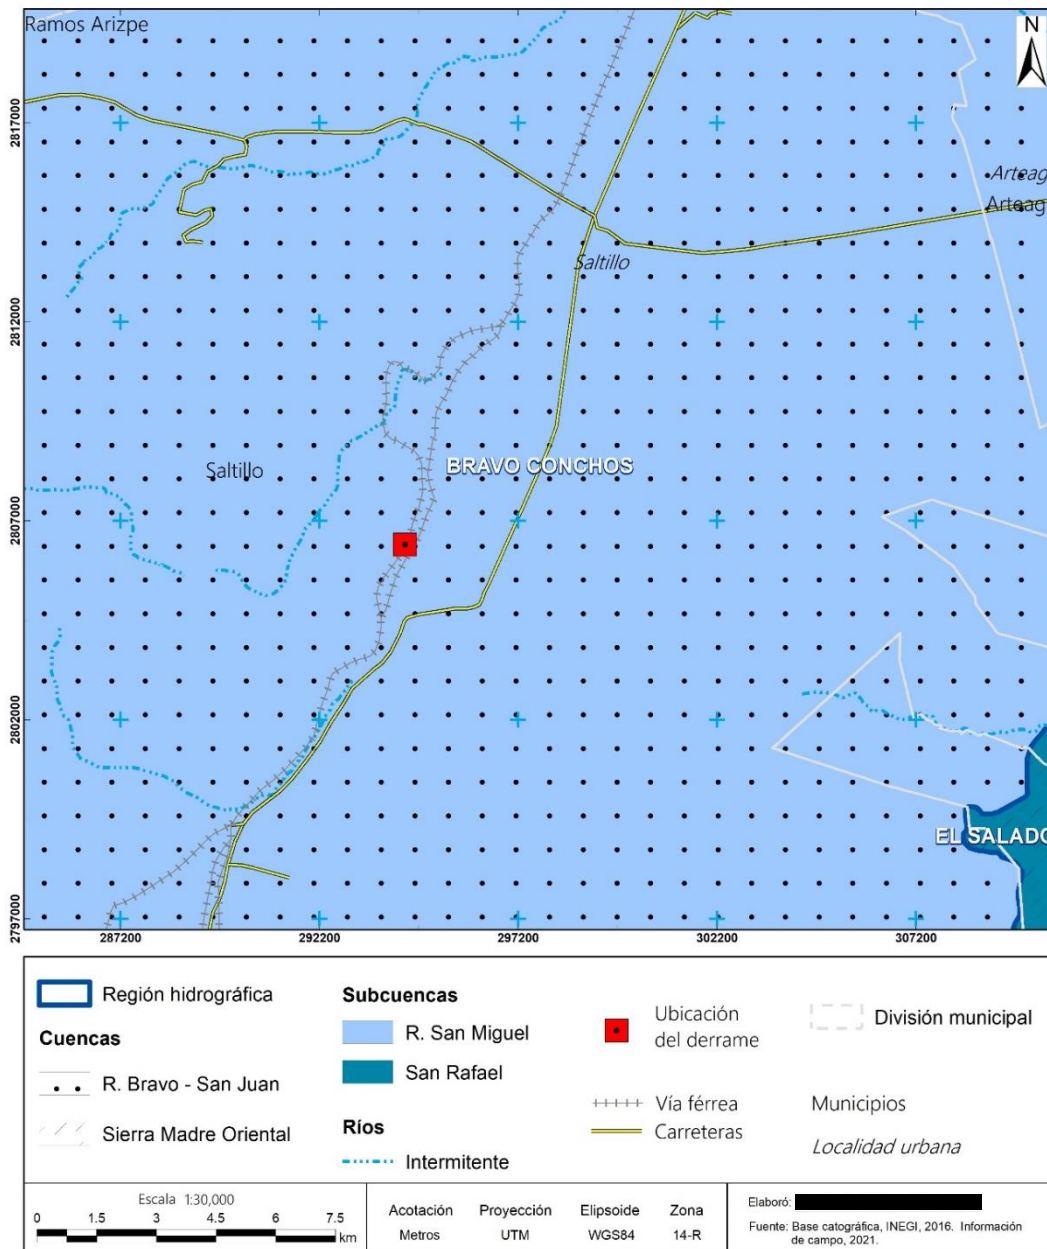 Ramos Arizpe
N
2817000
Arteag
Arteag
Saltillo
2812000
BRAVO CONCHOS
Saltillo
2807000
2802000
EL SALADO
2797000
287200
292200
297200
302200
307200
Región hidrográfica
Cuencas
R. Bravo - San Juan
Sierra Madre Oriental
Subcuencas
R. San Miguel
San Rafael
Ríos
Intermitente
Ubicación
del derrame
Vía férrea
Carreteras
División municipal
Municipios
Localidad urbana
Escala 1:30,000
0 1.5 3 4.5 6 7.5
km
Acotación Proyección Elipsoide Zona
Metros UTM WGS84 14-R
Elaboró:
Fuente: Base catográfica, INEGI, 2016. Información
de campo, 2021.